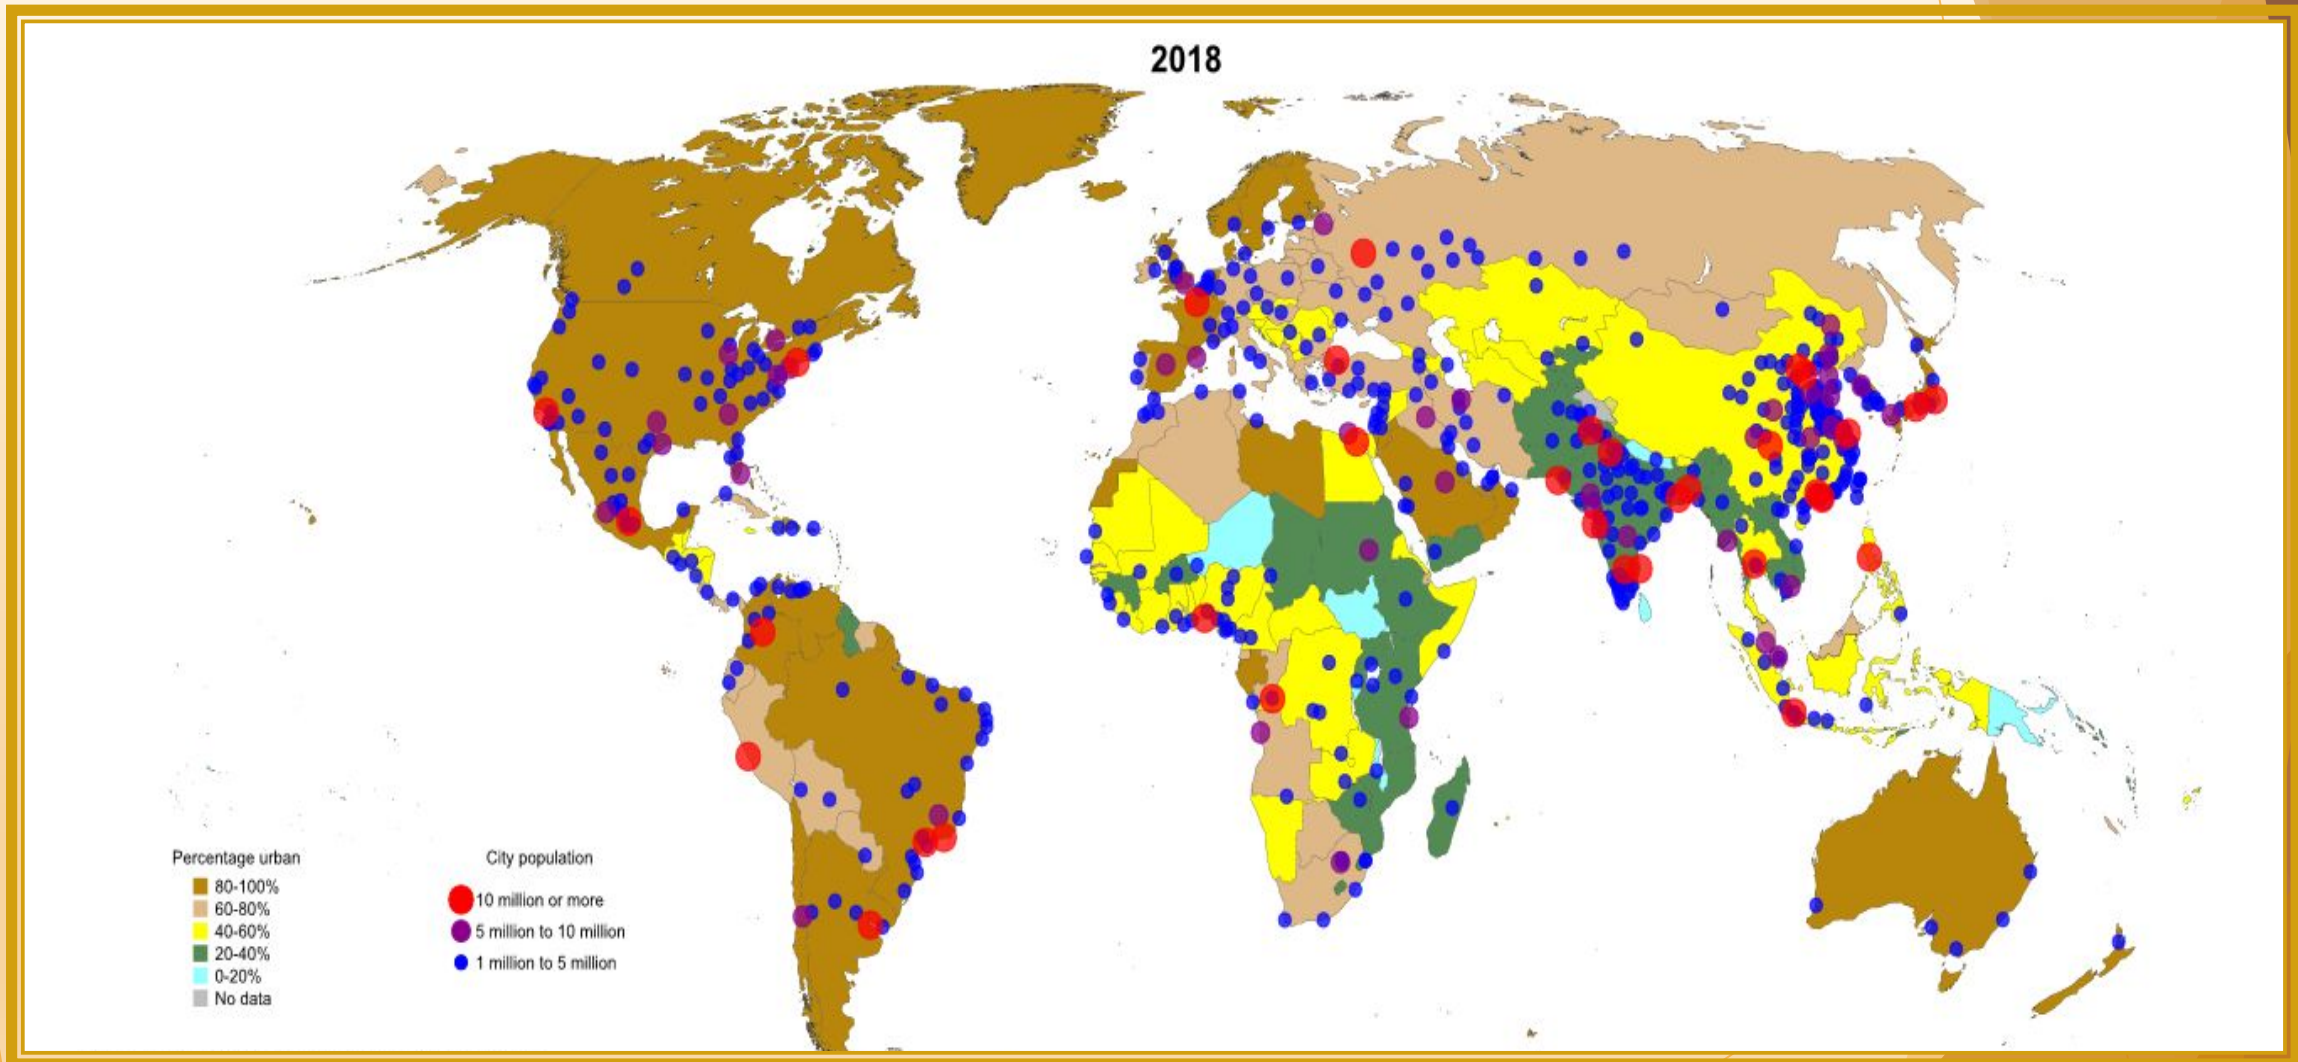 2018
Percentage urban
80-100%
60-80%
40-60%
20-40%
0-20%
No data
City population
10 million or more
5 million to 10 million
1 million to 5 million